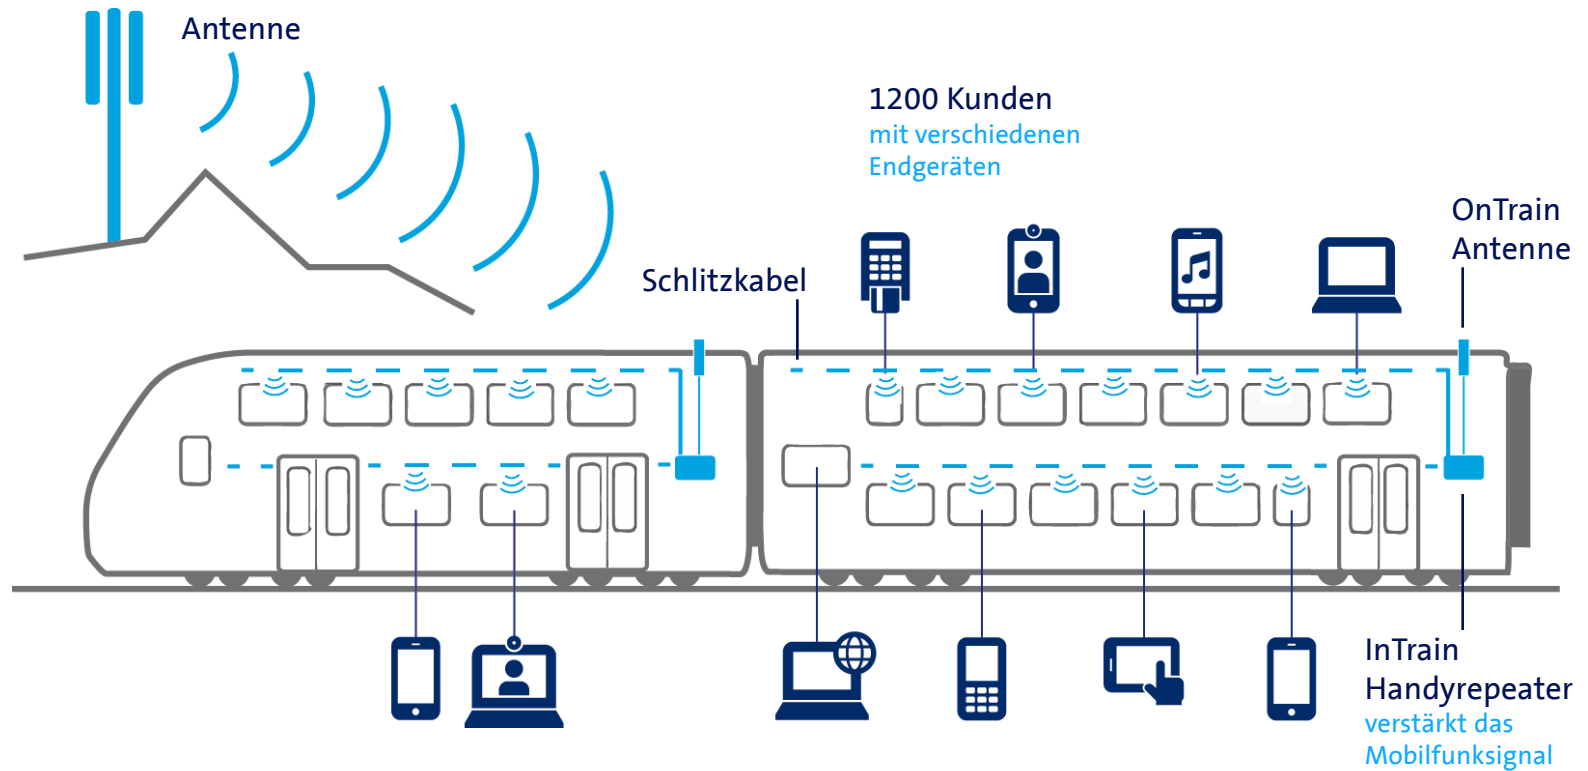 Antenne
1200 Kunden
mit verschiedenen
Endgeräten
OnTrain
Antenne
Schlitzkabel
InTrain
Handyrepeater
verstärkt das
Mobilfunksignal